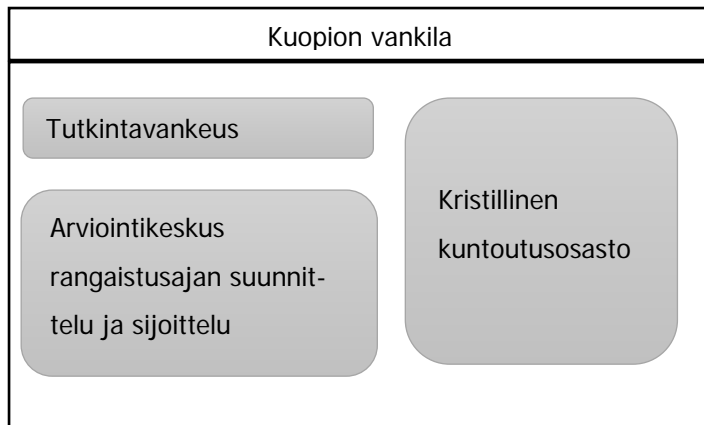 Kuopion vankila
Tutkintavankeus
Arviointikeskus
rangaistusajan suunnit-
telu ja sijoittelu
Kristillinen
kuntoutusosasto